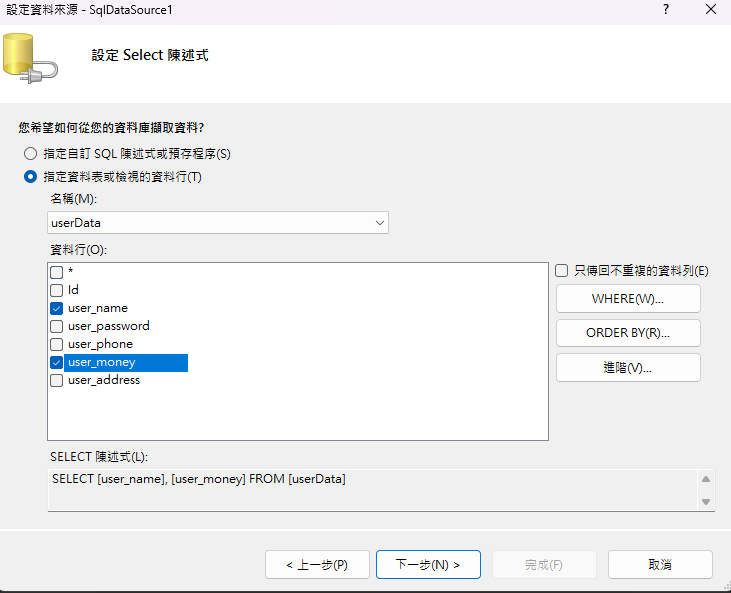 設定資料來源 - SqlDataSource1
設定 Select 陳述式
您希望如何從您的資料庫擷取資料?
指定自訂 SQL 陳述式或預存程序(S)
指定資料表或檢視的資料行(T)
名稱(M):
userData
資料行(O):
*
Id
user_name
user_password
user_phone
user_money
user_address
只傳回不重複的資料列(E)
WHERE(W)...
ORDER BY(R)...
進階(V)...
SELECT 陳述式(L):
SELECT [user_name], [user_money] FROM [userData]
< 上一步(P)
下一步(N) >
完成(F)
取消